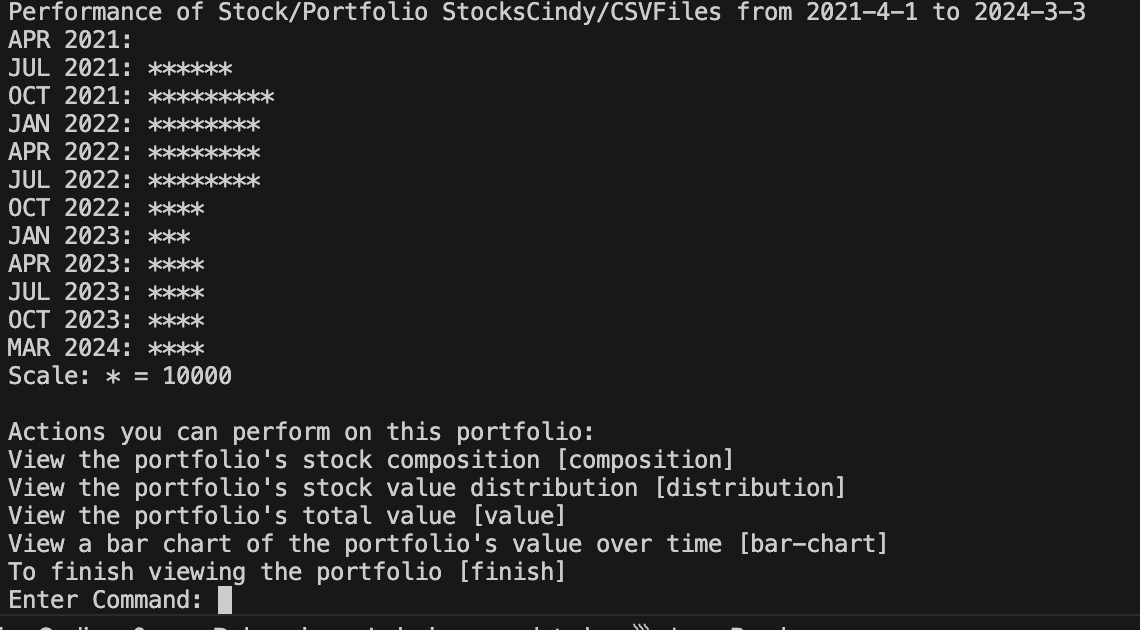 Performance of Stock/Portfolio StocksCindy/CSVFiles from 2021-4-1 to 2024-3-3
APR 2021:
JUL 2021: ******
OCT 2021: *********
JAN 2022: ********
APR 2022: ********
JUL 2022: ********
OCT 2022: ****
JAN 2023: ***
APR 2023: ****
JUL 2023: ****
OCT 2023: ****
MAR 2024: ****
Scale: * = 10000
Actions you can perform on this portfolio:
View the portfolio's stock composition [composition]
View the portfolio's stock value distribution [distribution]
View the portfolio's total value [value]
View a bar chart of the portfolio's value over time [bar-chart]
To finish viewing the portfolio [finish]
Enter Command: